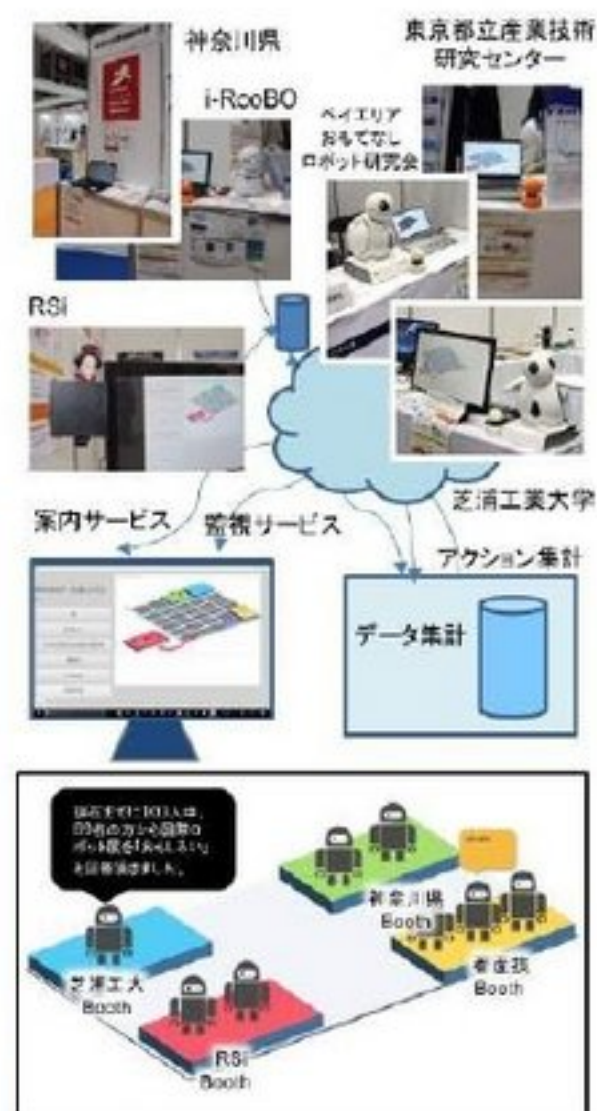 神奈川県
東京都立産業技術
研究センター
i-RooBO
ベイエリア
おもてなし
ロボット研究会
RSi
芝浦工業大学
案内サービス
監視サービス
アクション集計
データ集計
神奈川県
Booth
都産技
Booth
芝浦工大
Booth
RSi
Booth